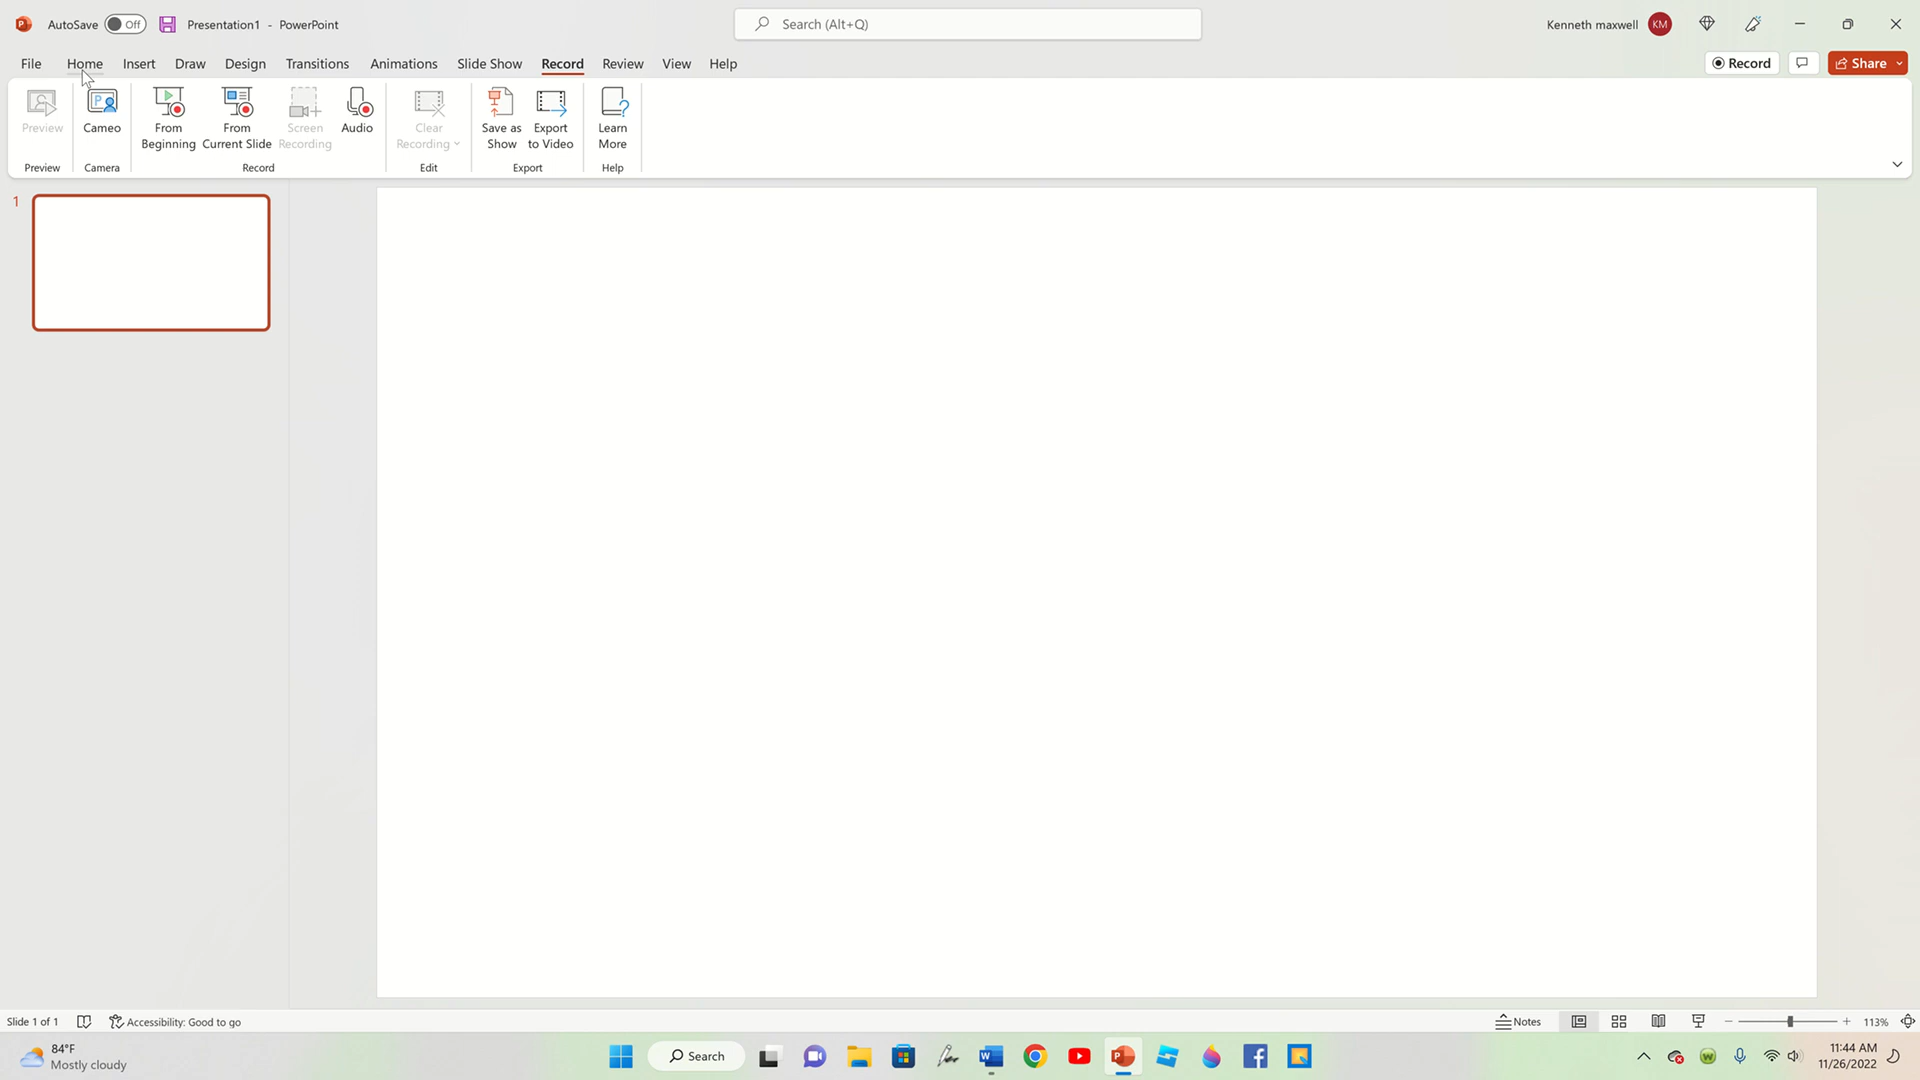 AutoSave Off Presentation1 - PowerPoint Search (Alt+Q) Kenneth maxwell KM
File Home Insert Draw Design Transitions Animations Slide Show Record Review View Help Record Share
Preview Cameo From Beginning From Current Slide Screen Recording Audio Clear Recording Save as Show Export to Video Learn More
Preview Camera Record Edit Export Help
1
Slide 1 of 1 Accessibility: Good to go Notes 113%
84°F
Mostly cloudy
Search
11:44 AM
11/26/2022